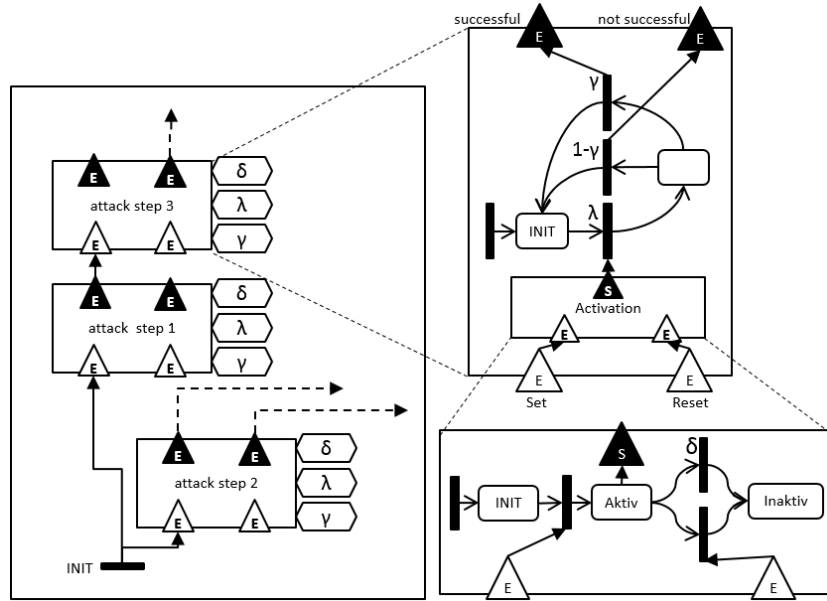 successful
not successful
E
E
γ
1-γ
λ
INIT
S
Activation
E
E
E
E
Set
Reset
E
E
δ
attack step 3
λ
E
E
γ
E
E
δ
attack step 1
λ
E
E
γ
E
E
δ
attack step 2
λ
E
E
γ
INIT
S
δ
INIT
Aktiv
Inaktiv
E
E